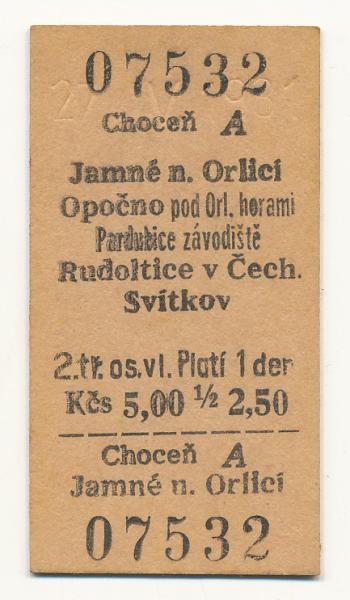 07532
Choceň A
Jamné n. Orlicí
Opočno pod Orl. horami
Pardubice závodiště
Rudoltice v Čech.
Svítkov
2.tř. os.vl. Platí 1 den
Kčs 5,00 ½ 2,50
Choceň A
Jamné n. Orlicí
07532